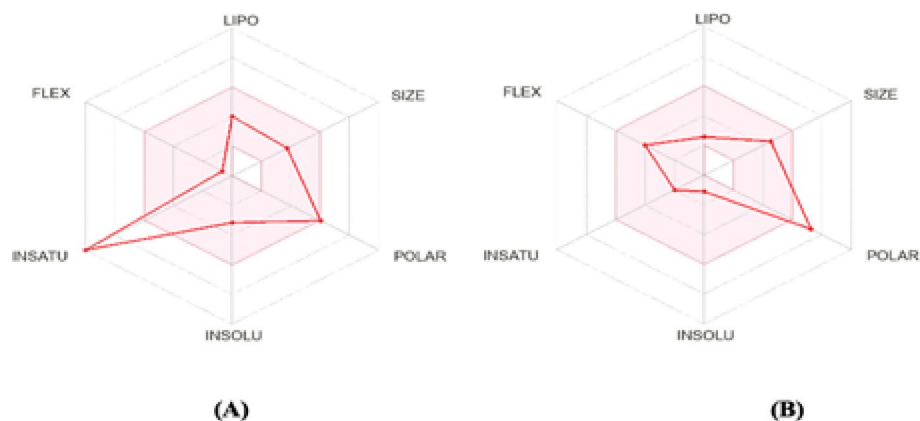 LIPO
FLEX
SIZE
INSATU
POLAR
INSOLU
(A)
LIPO
FLEX
SIZE
INSATU
POLAR
INSOLU
(B)